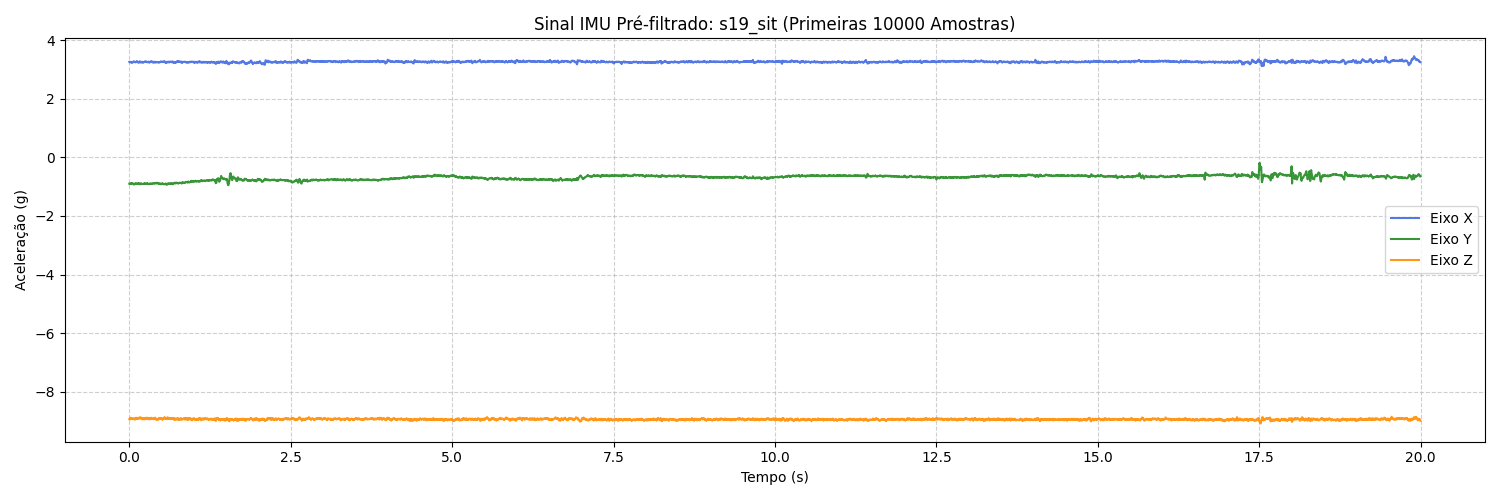 Sinal IMU Pré-filtrado: s19_sit (Primeiras 10000 Amostras)
Aceleração (g)
4
2
0
−2
−4
−6
−8
Eixo X
Eixo Y
Eixo Z
0.0 2.5 5.0 7.5 10.0 12.5 15.0 17.5 20.0
Tempo (s)